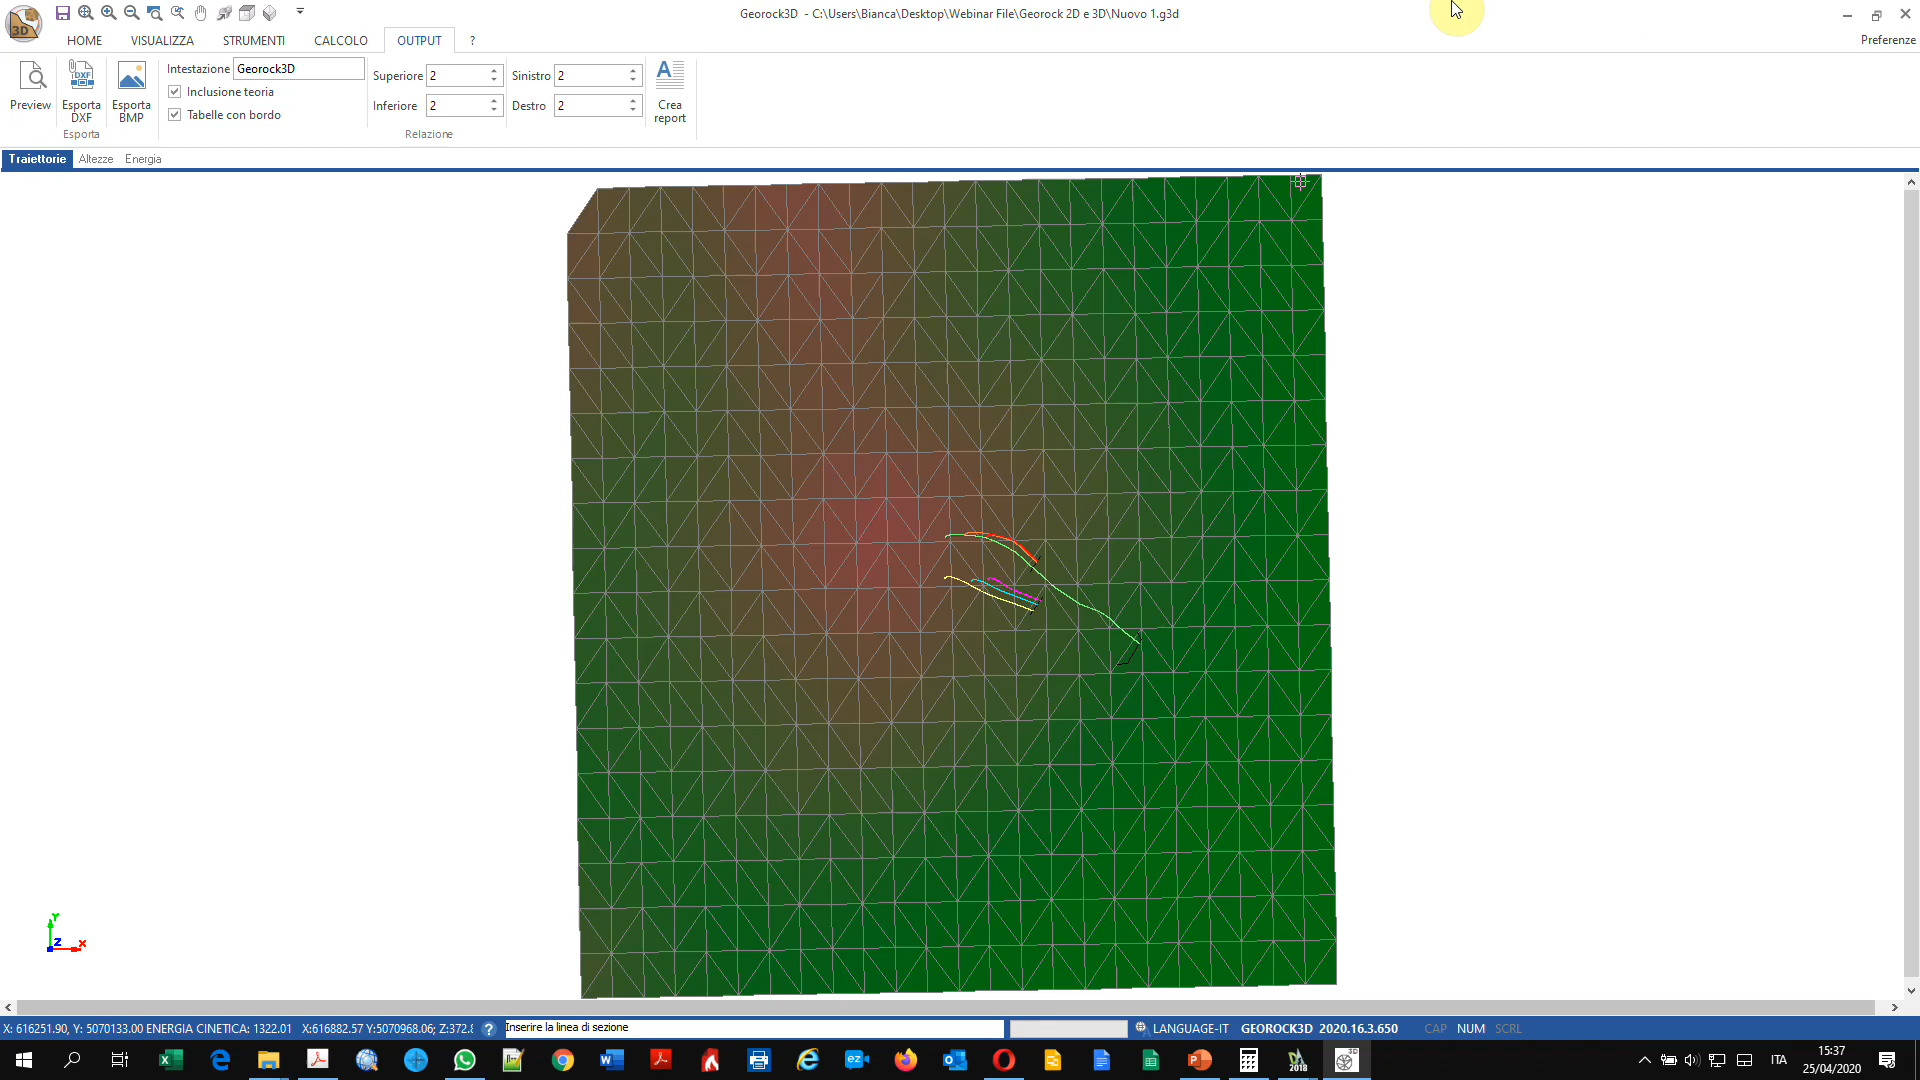 Georock3D - C:\Users\Bianca\Desktop\Webinar File\Georock 2D e 3D\Nuovo 1.g3d
3D
HOME VISUALIZZA STRUMENTI CALCOLO OUTPUT ?
Preferenze
Preview
Esporta DXF
Esporta BMP
Esporta
Intestazione Georock3D
Inclusione teoria
Tabelle con bordo
Superiore 2
Inferiore 2
Sinistro 2
Destro 2
Relazione
Crea report
Traiettorie Altezze Energia
Y
Z X
X: 616251.90, Y: 5070133.00 ENERGIA CINETICA: 1322.01 X:616882.57 Y:5070968.06; Z:372.8 ? Inserire la linea di sezione LANGUAGE-IT GEOROCK3D 2020.16.3.650 CAP NUM SCRL
ITA
15:37
25/04/2020